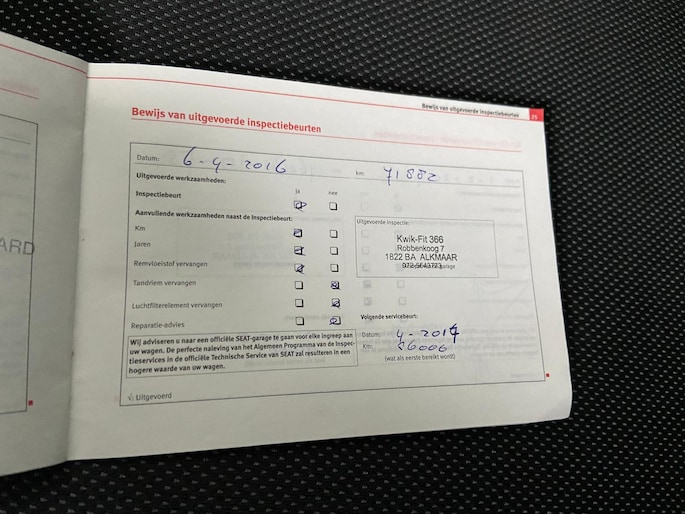 Bewijs van uitgevoerde inspectiebeurten 25
Bewijs van uitgevoerde inspectiebeurten
Datum: 6-4-2016 km: 71882
Uitgevoerde werkzaamheden: ja nee
Inspectiebeurt
Aanvullende werkzaamheden naast de Inspectiebeurt:
Km
Jaren
Remvloeistof vervangen
Tandriem vervangen
Luchtfilterelement vervangen
Reparatie-advies
Uitgevoerde inspectie:
Kwik-Fit 366
Robbenkoog 7
1822 BA ALKMAAR
garage
Volgende servicebeurt:
Datum: 4-2017
Km: 86000
(wat als eerste bereikt wordt)
Wij adviseren u naar een officiële SEAT-garage te gaan voor elke ingreep aan
uw wagen. De perfecte naleving van het Algemeen Programma van de Inspec-
tieservices in de officiële Technische Service van SEAT zal resulteren in een
hogere waarde van uw wagen.
√: Uitgevoerd
ARD